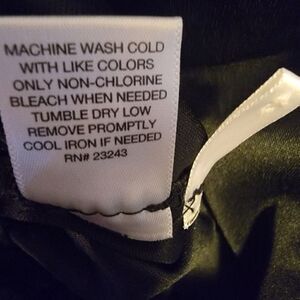 MACHINE WASH COLD
WITH LIKE COLORS
ONLY NON-CHLORINE
BLEACH WHEN NEEDED
TUMBLE DRY LOW
REMOVE PROMPTLY
COOL IRON IF NEEDED
RN# 23243